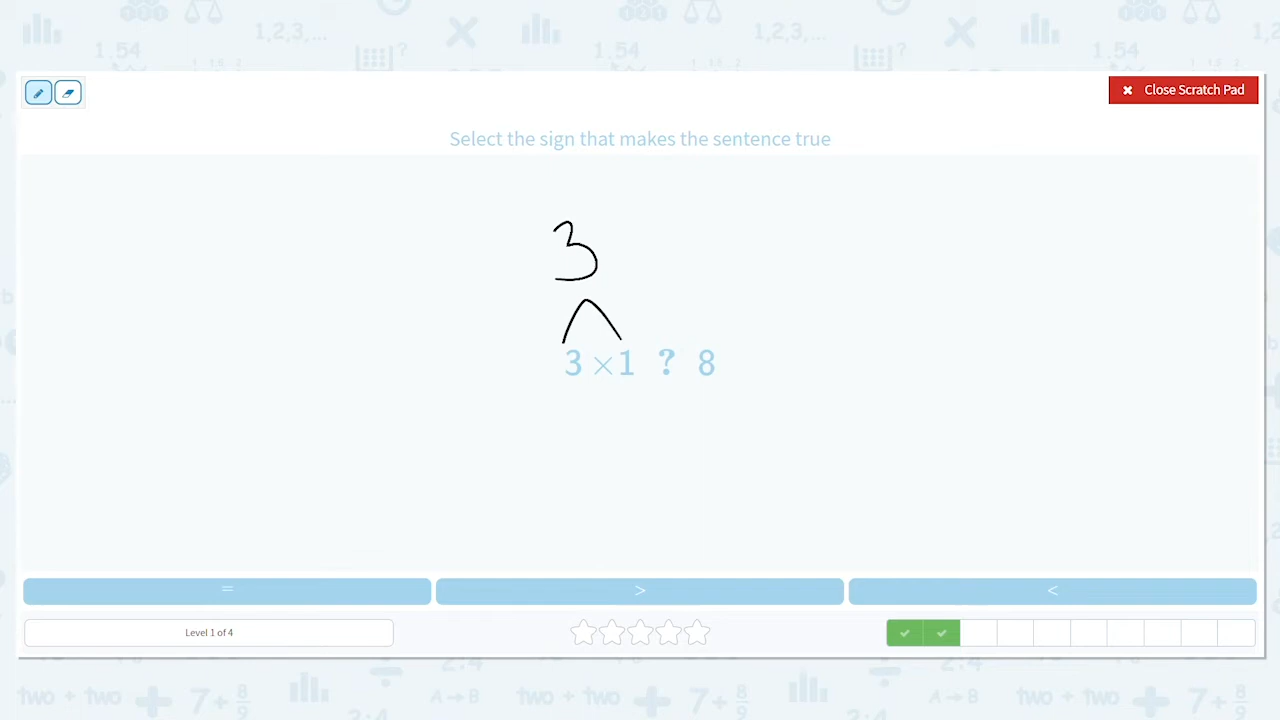 ✖ Close Scratch Pad
Select the sign that makes the sentence true
3
3 ×1 ? 8
= > <
Level 1 of 4